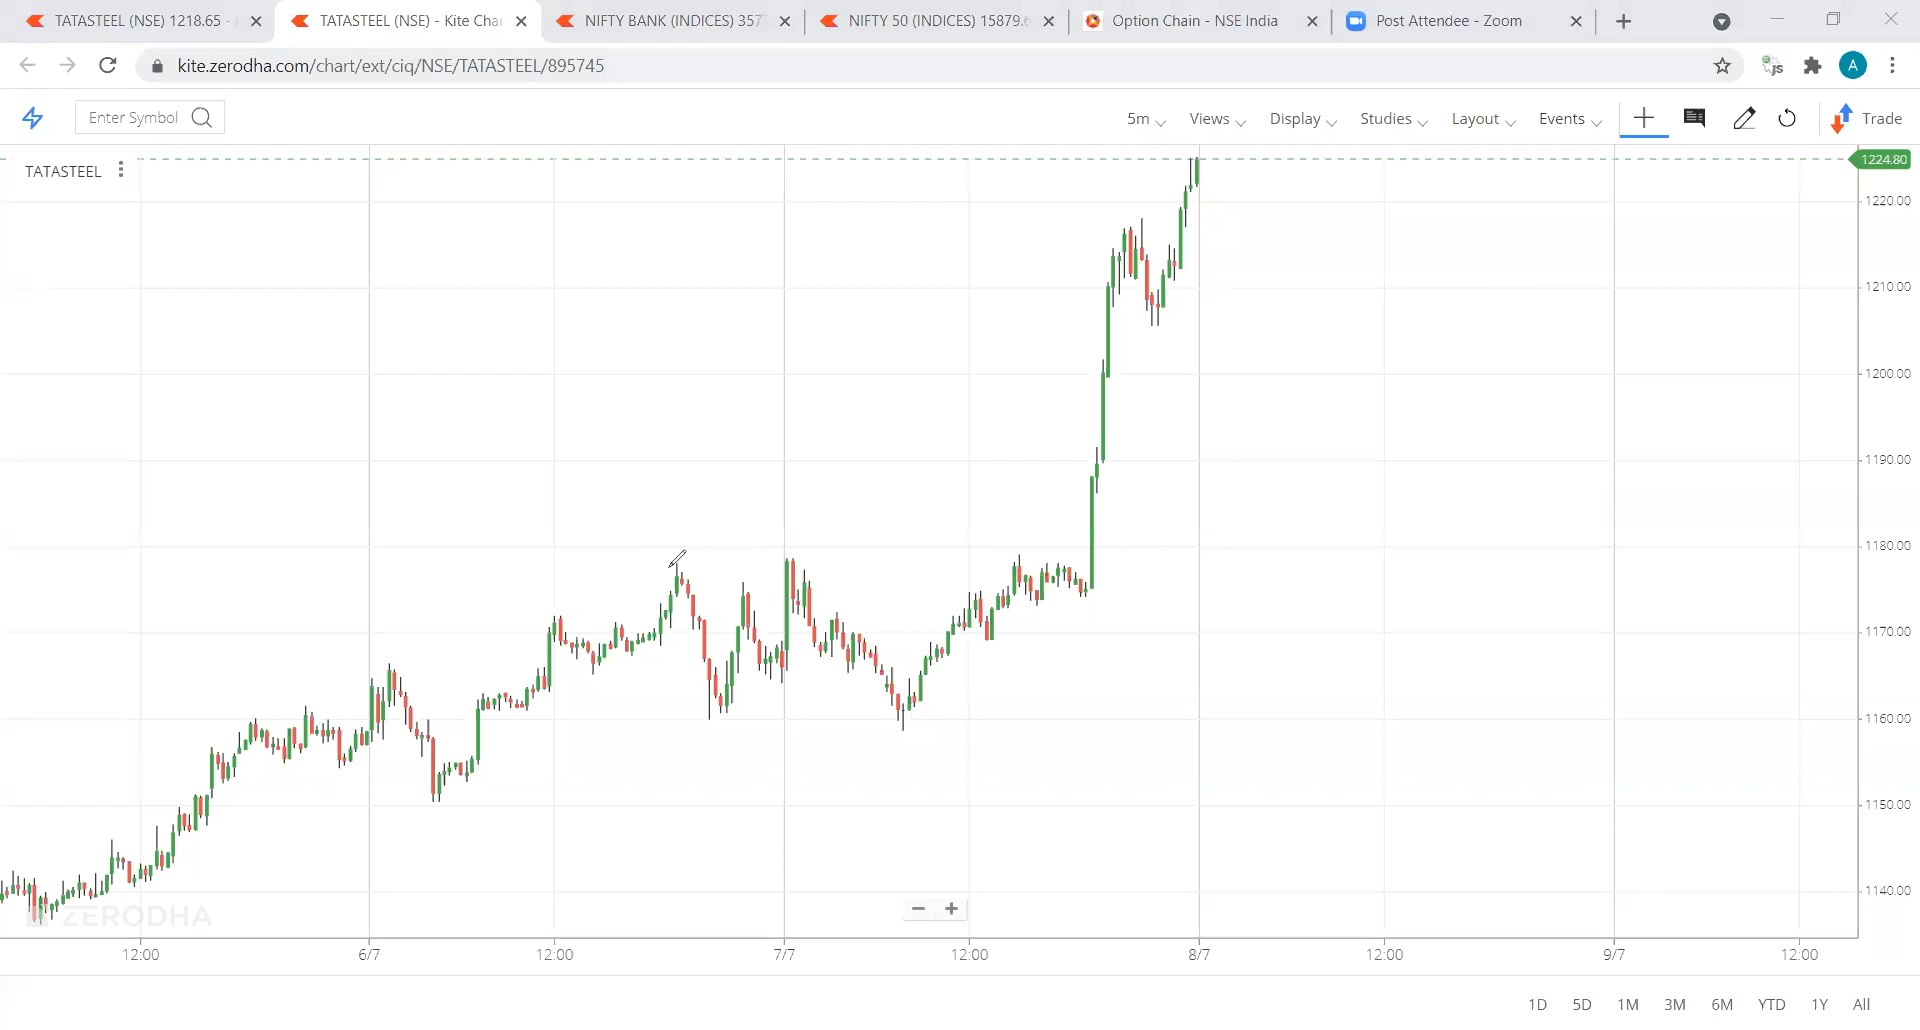 TATASTEEL (NSE) 1218.65 -
TATASTEEL (NSE) - Kite Cha
NIFTY BANK (INDICES) 357
NIFTY 50 (INDICES) 15879.6
Option Chain - NSE India
Post Attendee - Zoom
kite.zerodha.com/chart/ext/ciq/NSE/TATASTEEL/895745
JS
A
Enter Symbol
5m
Views
Display
Studies
Layout
Events
Trade
TATASTEEL
1224.80
1220.00
1210.00
1200.00
1190.00
1180.00
1170.00
1160.00
1150.00
1140.00
ZERODHA
12:00 6/7 12:00 7/7 12:00 8/7 12:00 9/7 12:00
1D 5D 1M 3M 6M YTD 1Y All